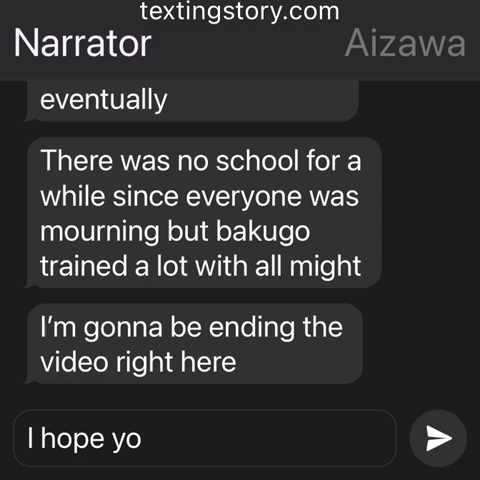 textingstory.com
Narrator
Aizawa
eventually
There was no school for a
while since everyone was
mourning but bakugo
trained a lot with all might
I’m gonna be ending the
video right here
I hope yo